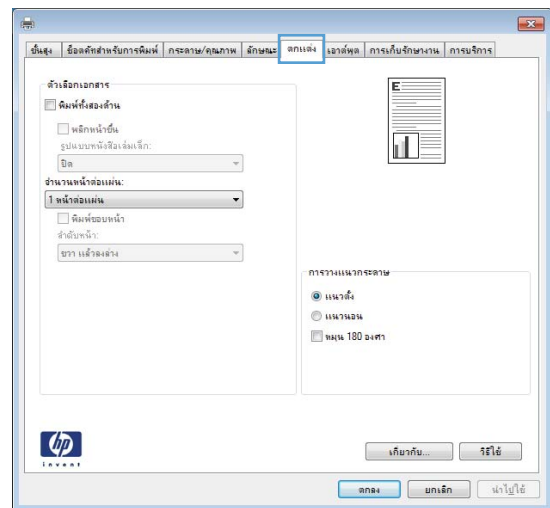 ขั้นสูง ช็อตคัทสำหรับการพิมพ์ กระดาษ/คุณภาพ ลักษณะ ตกแต่ง เอาต์พุต การเก็บรักษางาน การบริการ
ตัวเลือกเอกสาร
พิมพ์ทั้งสองด้าน
พลิกหน้าขึ้น
รูปแบบหนังสือเล่มเล็ก:
ปิด
จำนวนหน้าต่อแผ่น:
1 หน้าต่อแผ่น
พิมพ์ขอบหน้า
ลำดับหน้า:
ขวา แล้วลงล่าง
E
การวางแนวกระดาษ
แนวตั้ง
แนวนอน
หมุน 180 องศา
hp
invent
เกี่ยวกับ... วิธีใช้
ตกลง ยกเลิก นำไปใช้